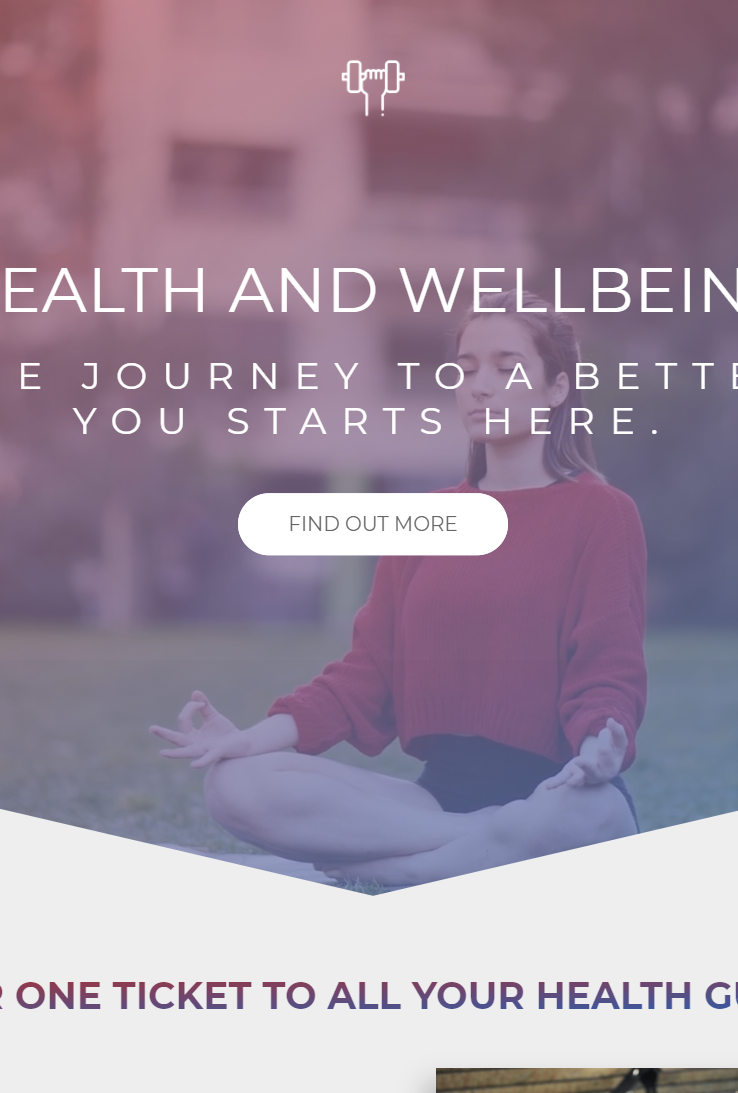 EALTH AND WELLBEIN
E JOURNEY TO A BETTE
YOU STARTS HERE.
FIND OUT MORE
R ONE TICKET TO ALL YOUR HEALTH GU